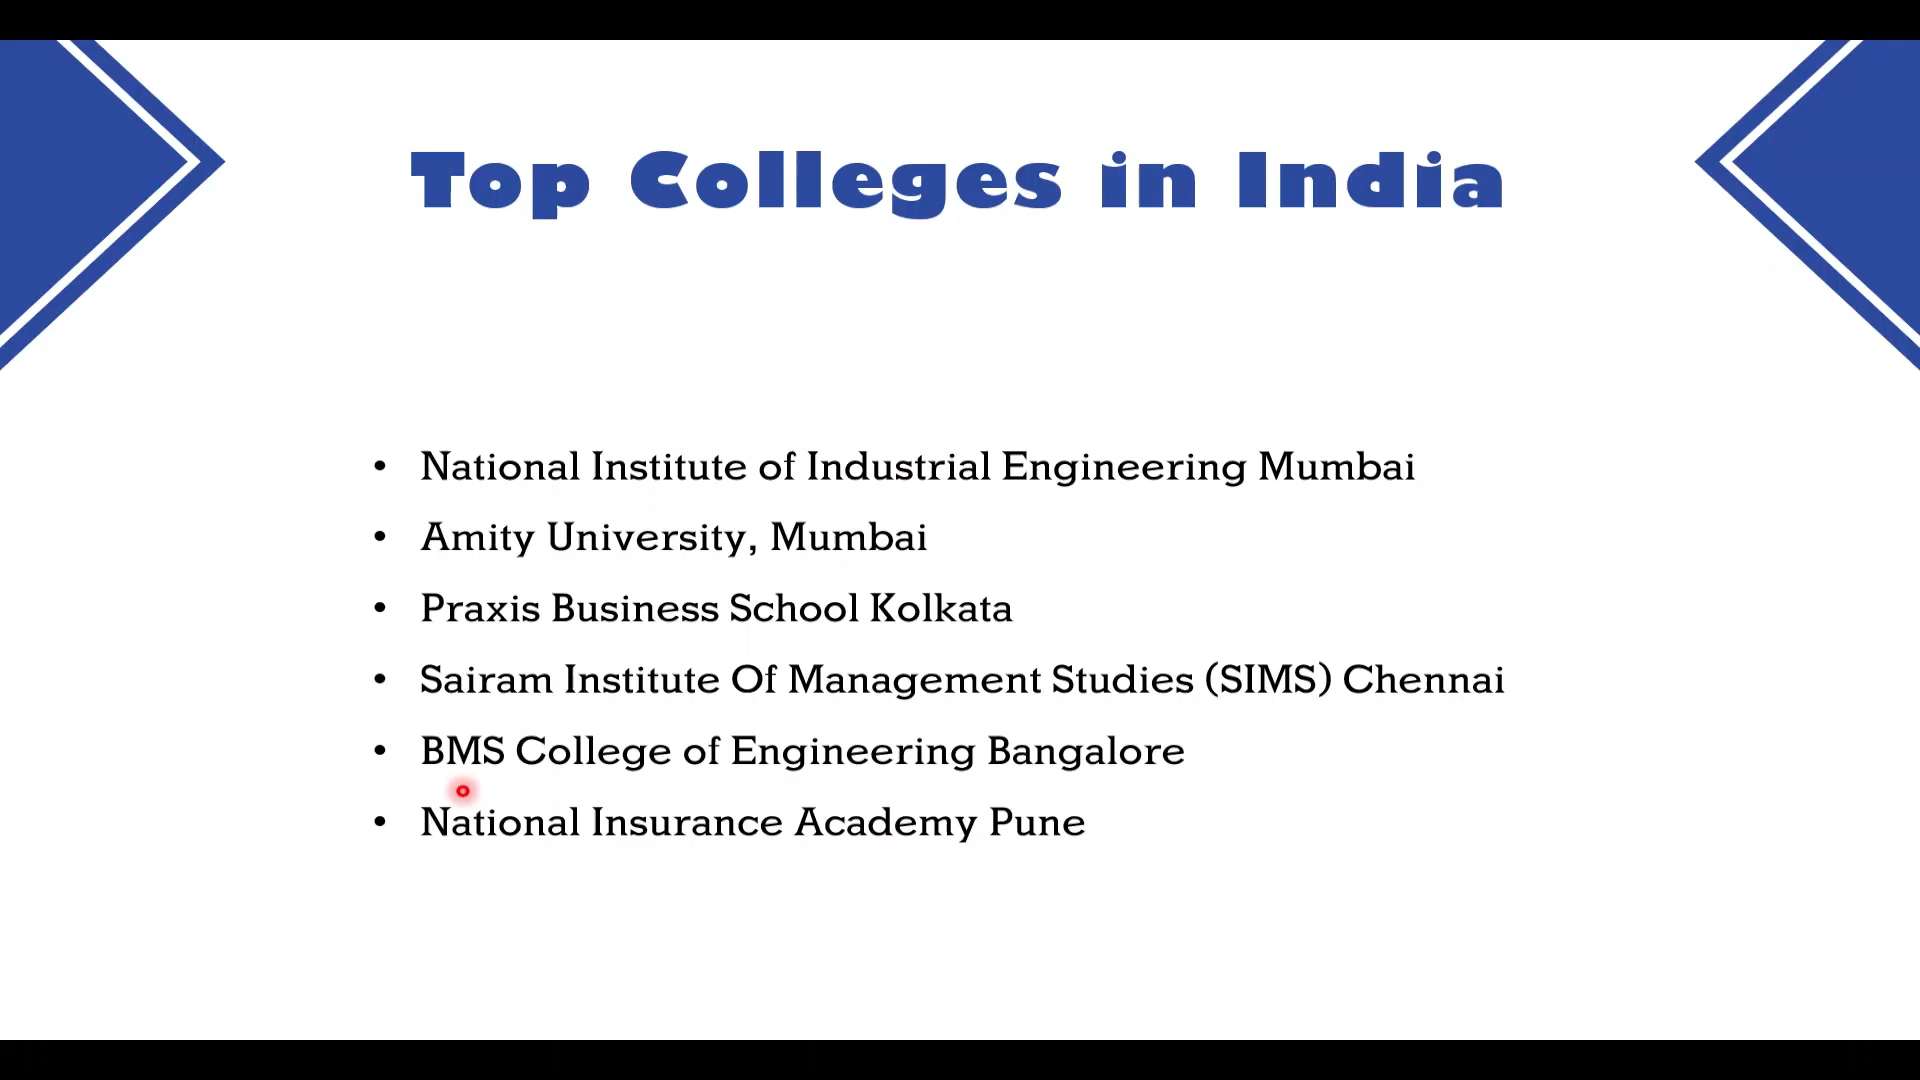 Top Colleges in India
• National Institute of Industrial Engineering Mumbai
• Amity University, Mumbai
• Praxis Business School Kolkata
• Sairam Institute Of Management Studies (SIMS) Chennai
• BMS College of Engineering Bangalore
• National Insurance Academy Pune